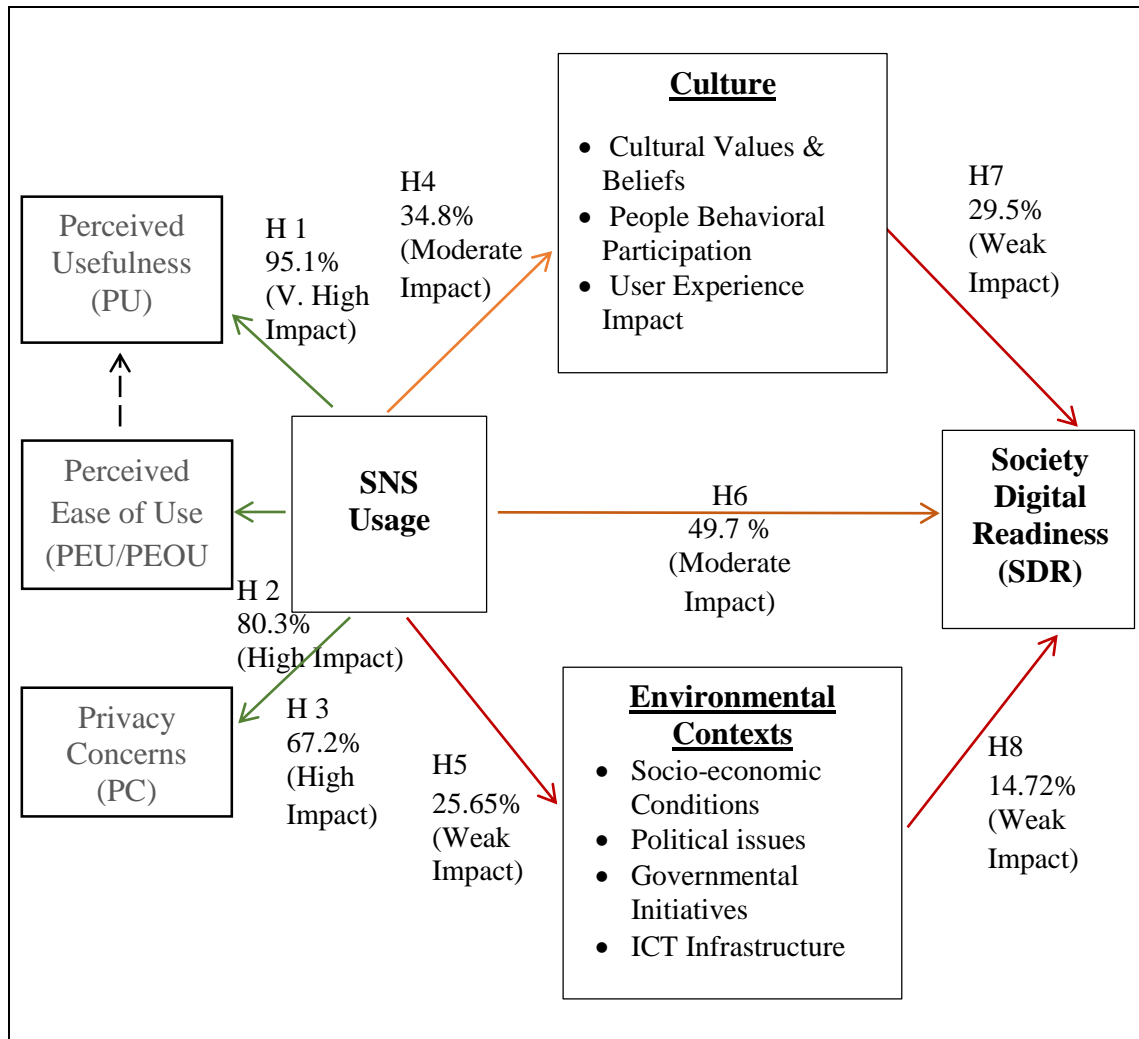 Culture
• Cultural Values &
Beliefs
• People Behavioral
Participation
• User Experience
Impact
H4
34.8%
(Moderate
Impact)
H7
29.5%
(Weak
Impact)
Perceived
Usefulness
(PU)
H 1
95.1%
(V. High
Impact)
Perceived
Ease of Use
(PEU/PEOU
SNS
Usage
H6
49.7 %
(Moderate
Impact)
Society
Digital
Readiness
(SDR)
H 2
80.3%
(High Impact)
Privacy
Concerns
(PC)
H 3
67.2%
(High
Impact)
H5
25.65%
(Weak
Impact)
Environmental
Contexts
• Socio-economic
Conditions
• Political issues
• Governmental
Initiatives
• ICT Infrastructure
H8
14.72%
(Weak
Impact)